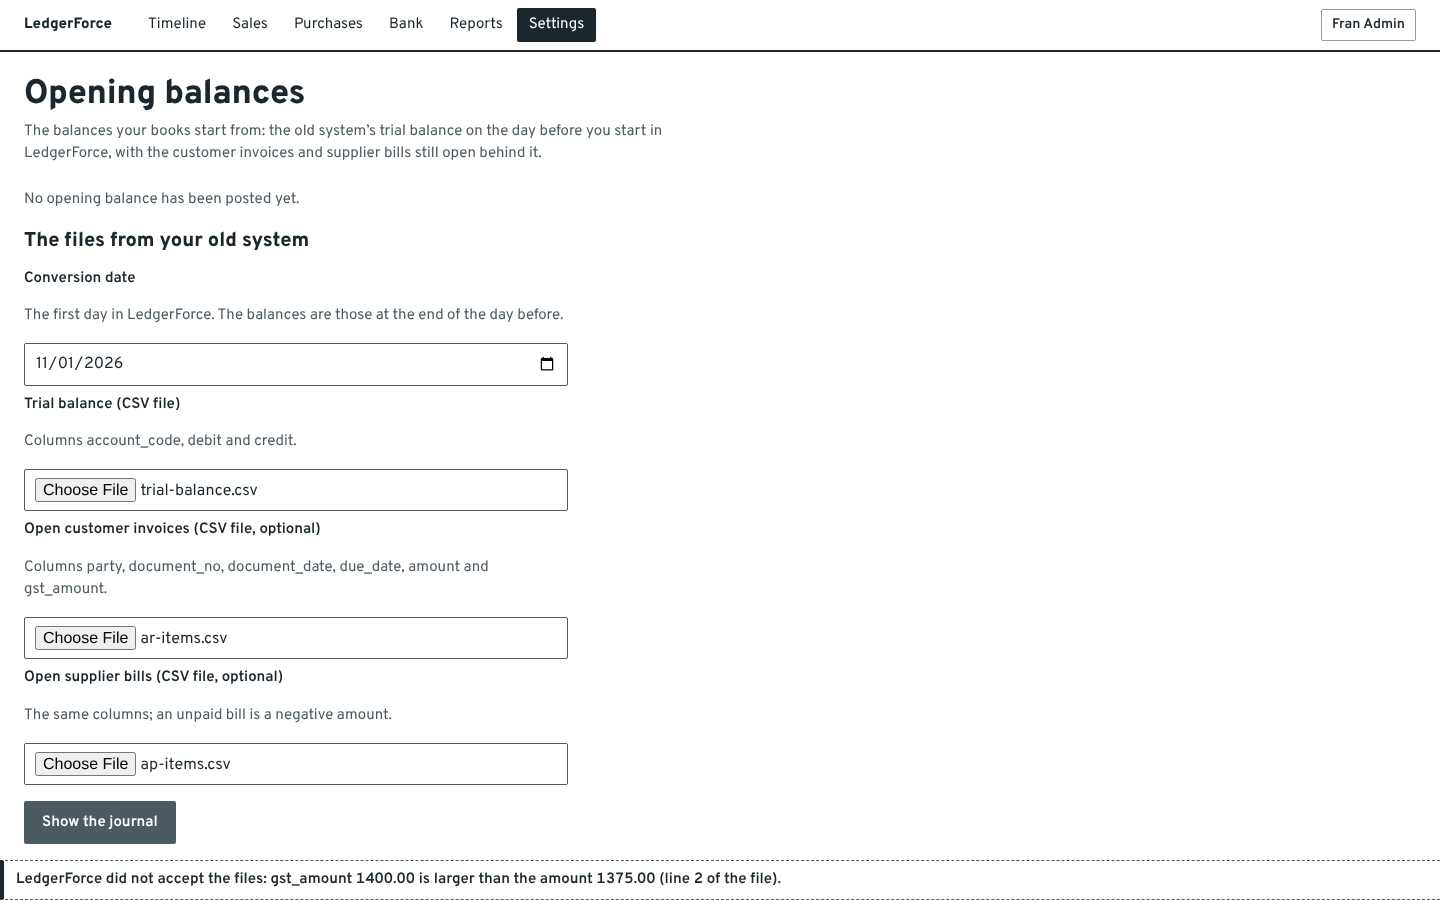 LedgerForce Timeline Sales Purchases Bank Reports Settings Fran Admin
Opening balances
The balances your books start from: the old system’s trial balance on the day before you start in
LedgerForce, with the customer invoices and supplier bills still open behind it.
No opening balance has been posted yet.
The files from your old system
Conversion date
The first day in LedgerForce. The balances are those at the end of the day before.
11/01/2026
Trial balance (CSV file)
Columns account_code, debit and credit.
Choose File trial-balance.csv
Open customer invoices (CSV file, optional)
Columns party, document_no, document_date, due_date, amount and
gst_amount.
Choose File ar-items.csv
Open supplier bills (CSV file, optional)
The same columns; an unpaid bill is a negative amount.
Choose File ap-items.csv
Show the journal
LedgerForce did not accept the files: gst_amount 1400.00 is larger than the amount 1375.00 (line 2 of the file).